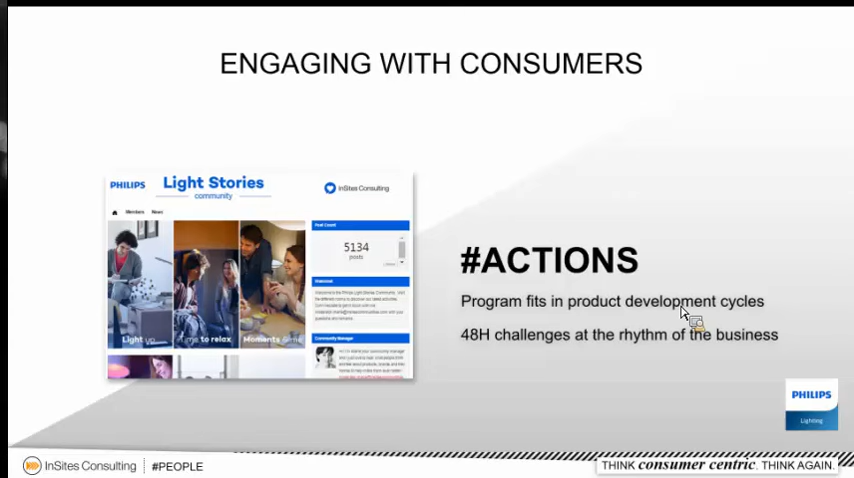 ENGAGING WITH CONSUMERS
PHILIPS
Light Stories
community
InSites Consulting
Members News
Post Count
5134
posts
Light up
Time to relax
Moments
Community Manager
#ACTIONS
Program fits in product development cycles
48H challenges at the rhythm of the business
PHILIPS
Lighting
InSites Consulting
#PEOPLE
THINK consumer centric. THINK AGAIN.